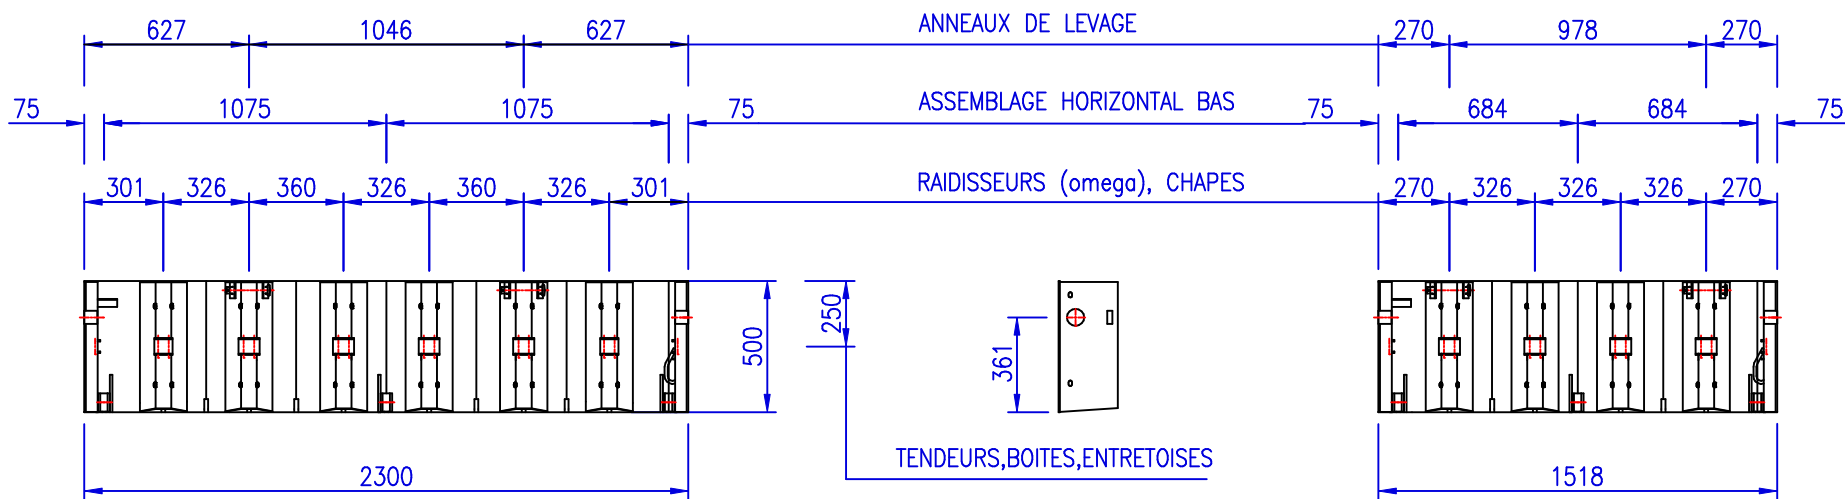 627 1046 627 ANNEAUX DE LEVAGE 270 978 270
75 1075 1075 75 ASSEMBLAGE HORIZONTAL BAS 75 684 684 75
301 326 360 326 360 326 301 RAIDISSEURS (omega), CHAPES 270 326 326 326 270
500 250 361
TENDEURS,BOITES,ENTRETOISES
2300 1518